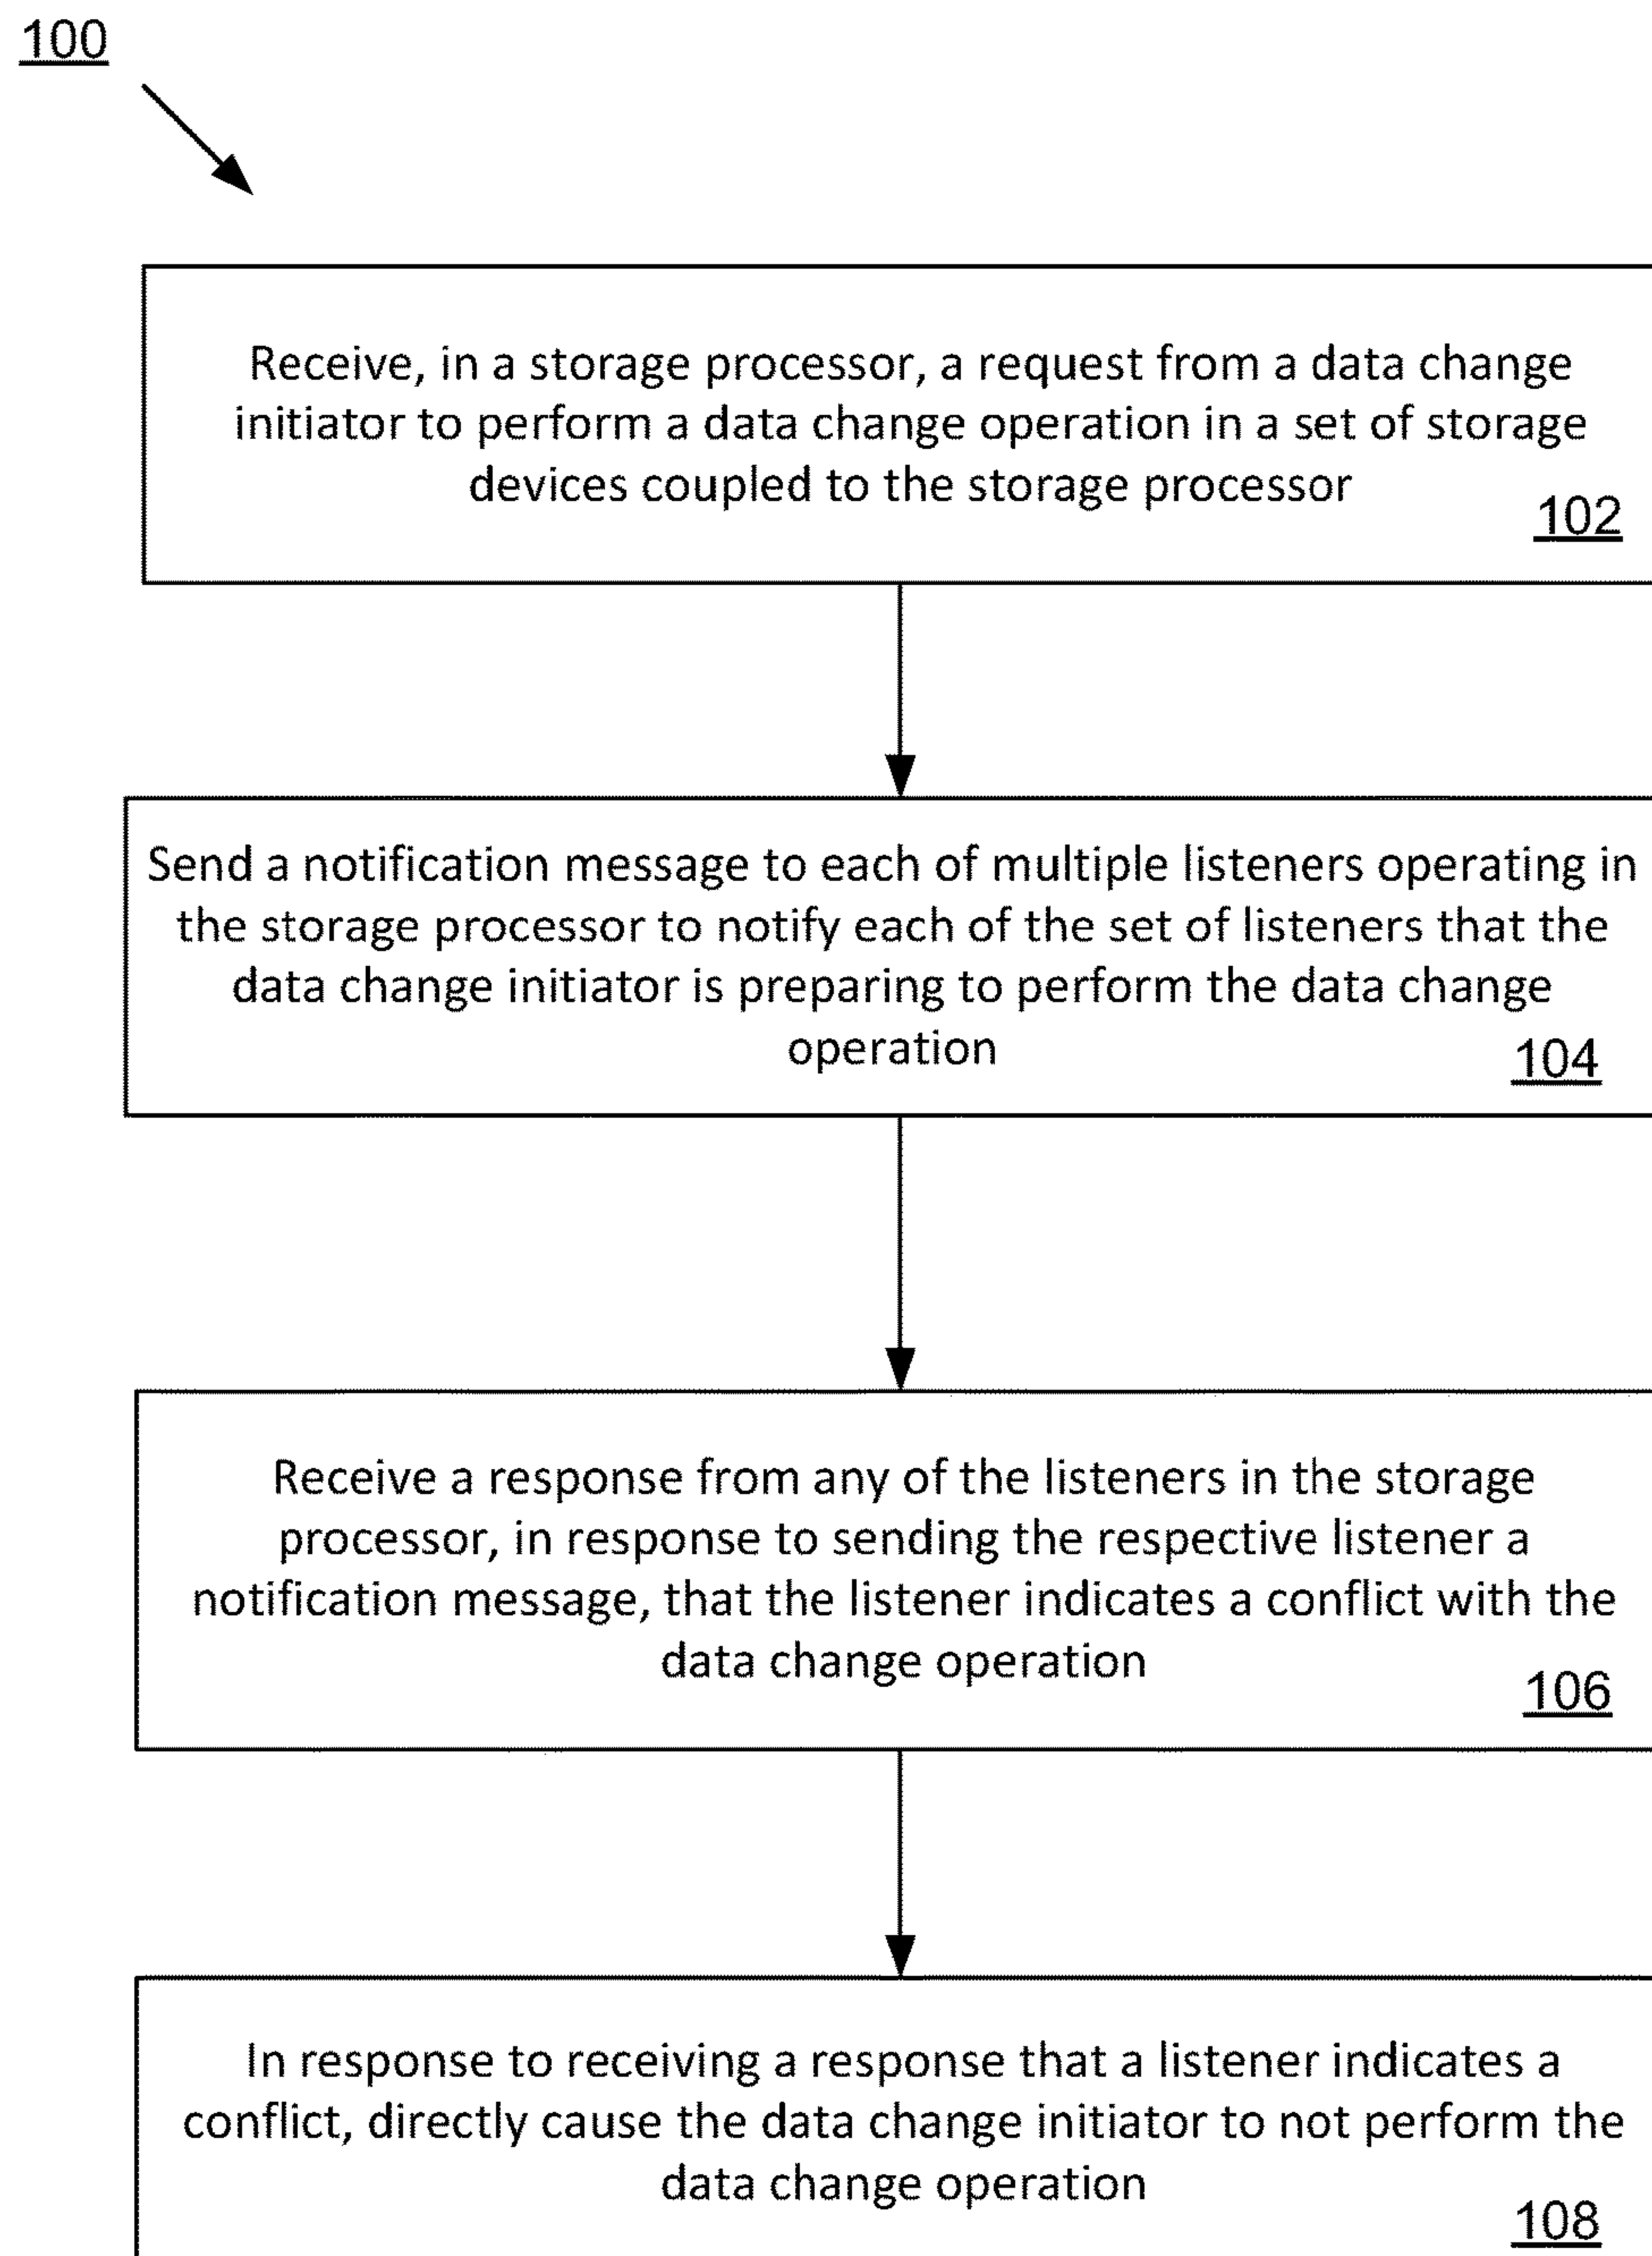 100
Receive, in a storage processor, a request from a data change
initiator to perform a data change operation in a set of storage
devices coupled to the storage processor
102
Send a notification message to each of multiple listeners operating in
the storage processor to notify each of the set of listeners that the
data change initiator is preparing to perform the data change
operation
104
Receive a response from any of the listeners in the storage
processor, in response to sending the respective listener a
notification message, that the listener indicates a conflict with the
data change operation
106
In response to receiving a response that a listener indicates a
conflict, directly cause the data change initiator to not perform the
data change operation
108